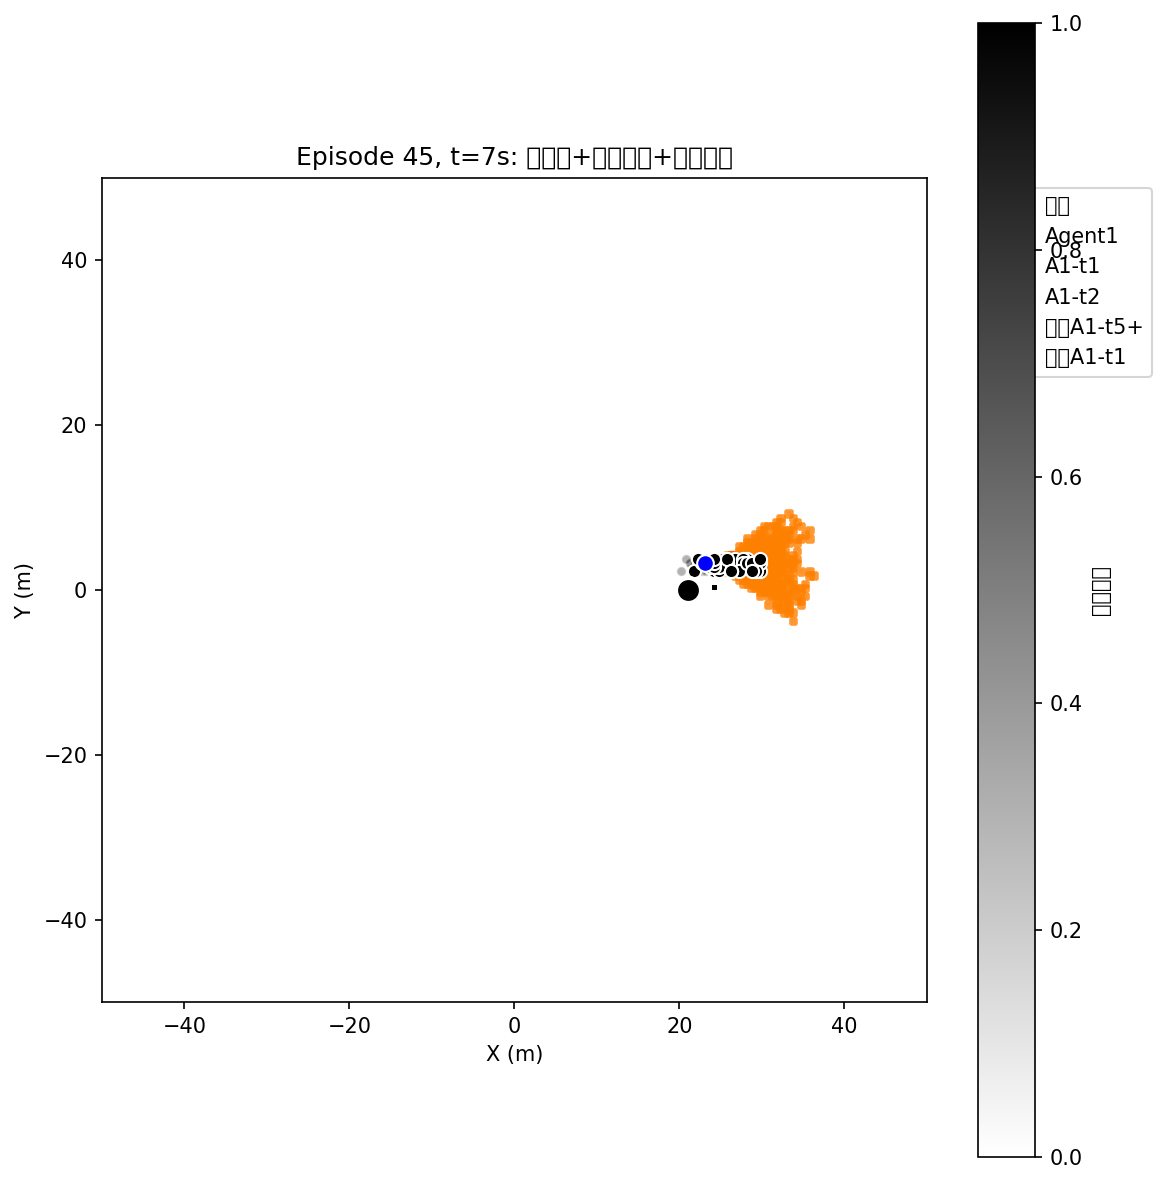 Episode 45, t=7s: □□□+□□□□+□□□□
40
20
0
−20
−40
Y (m)
−40
−20
0
20
40
X (m)
1.0
0.8
0.6
0.4
0.2
0.0
□□□□
□□
Agent1
A1-t1
A1-t2
□□A1-t5+
□□A1-t1